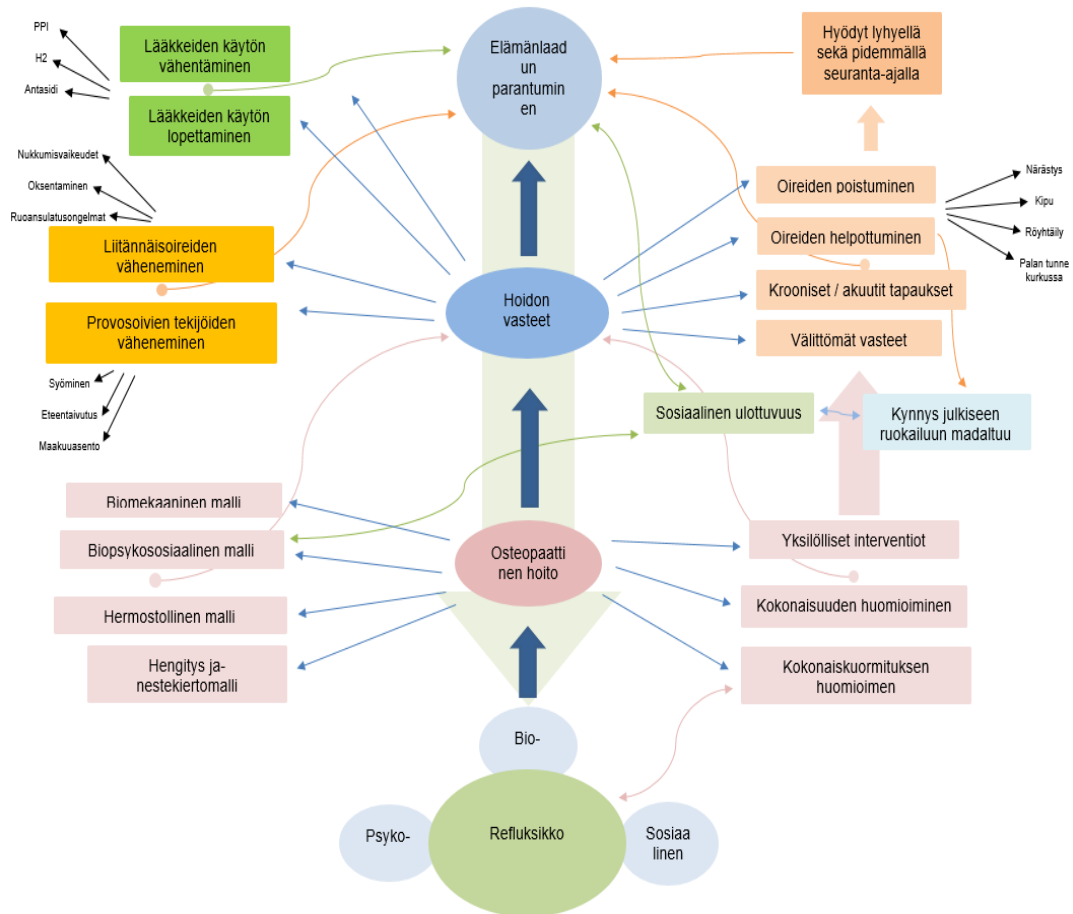 PPI
H2
Antasidi
Lääkkeiden käytön
vähentäminen
Lääkkeiden käytön
lopettaminen
Elämänlaad
un
parantumin
en
Hyödyt lyhyellä
sekä pidemmällä
seuranta-ajalla
Nukkumisvaikeudet
Oksentaminen
Ruoansulatusongelmat
Liitännäisoireiden
väheneminen
Provosoivien tekijöiden
väheneminen
Syöminen
Eteentaivutus
Maakuuasento
Hoidon
vasteet
Oireiden poistuminen
Oireiden helpottuminen
Krooniset / akuutit tapaukset
Välittömät vasteet
Närästys
Kipu
Röyhtäily
Palan tunne
kurkussa
Sosiaalinen ulottuvuus
Kynnys julkiseen
ruokailuun madaltuu
Biomekaaninen malli
Biopsykososiaalinen malli
Hermostollinen malli
Hengitys ja-
nestekiertomalli
Osteopaatti
nen hoito
Yksilölliset interventiot
Kokonaisuuden huomioiminen
Kokonaiskuormituksen
huomioimen
Bio-
Psyko-
Refluksikko
Sosiaa
linen